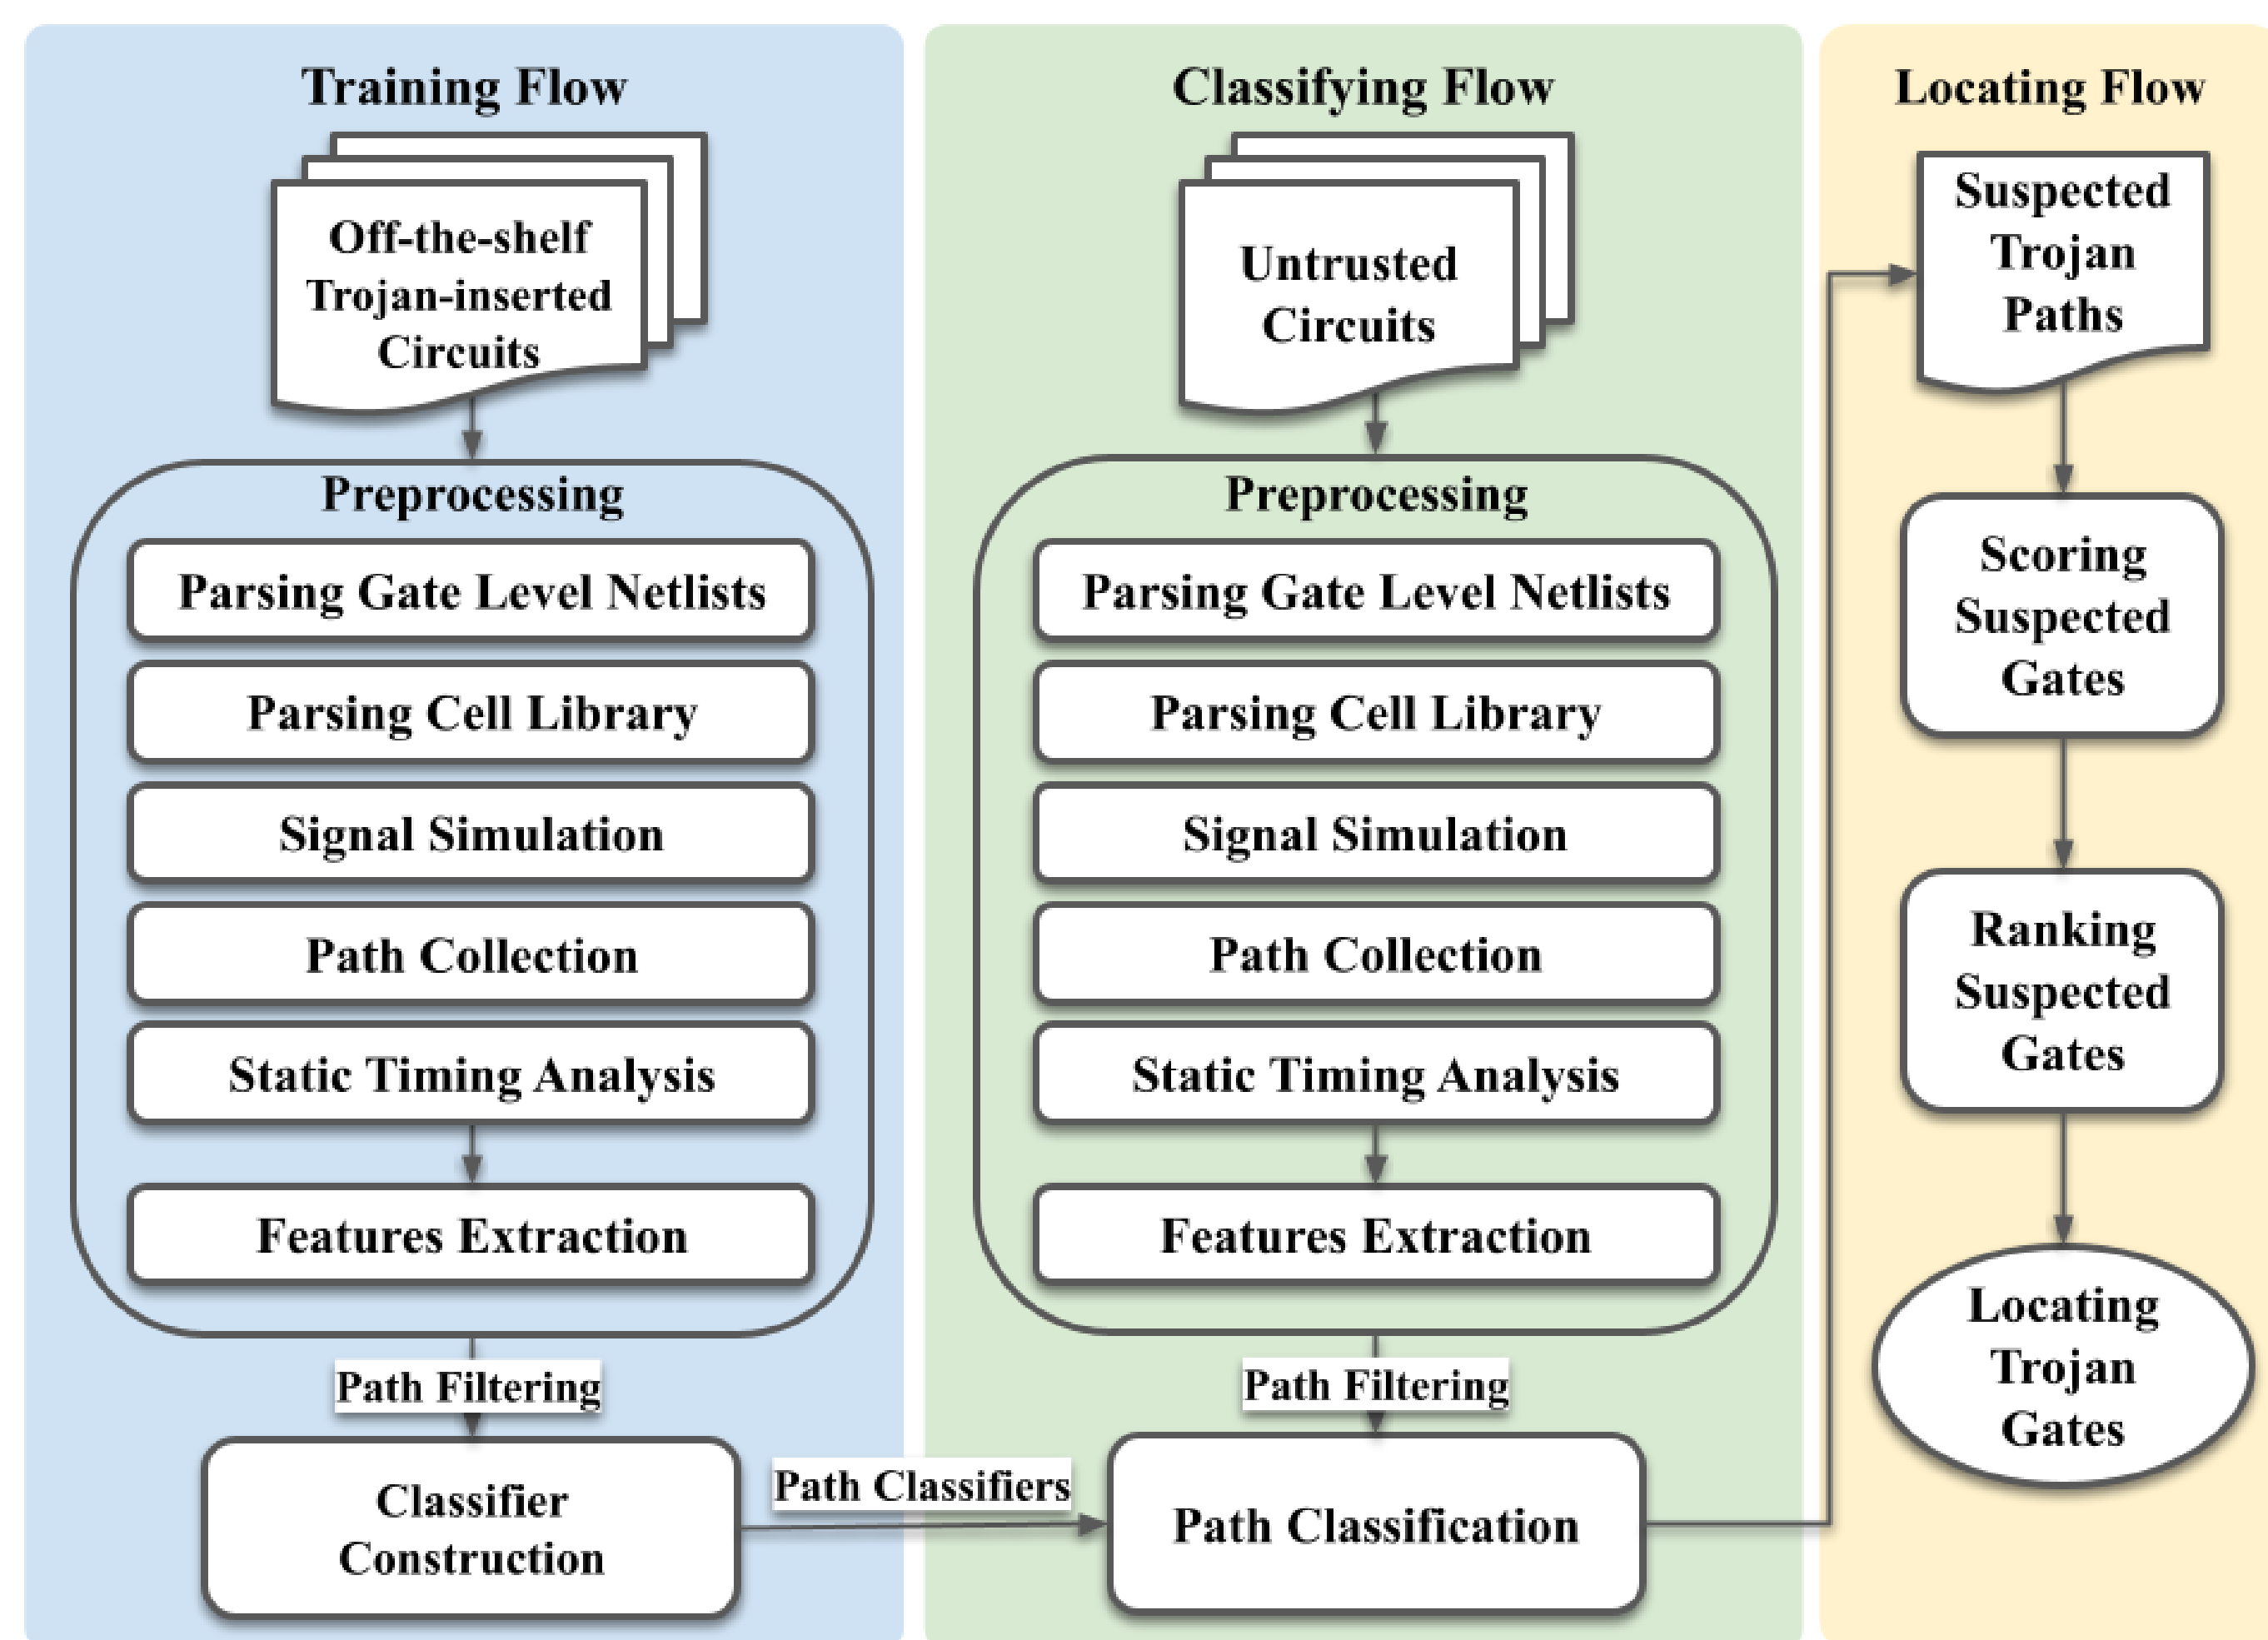 Training Flow
Off-the-shelf
Trojan-inserted
Circuits
Preprocessing
Parsing Gate Level Netlists
Parsing Cell Library
Signal Simulation
Path Collection
Static Timing Analysis
Features Extraction
Path Filtering
Classifier
Construction
Path Classifiers
Classifying Flow
Untrusted
Circuits
Preprocessing
Parsing Gate Level Netlists
Parsing Cell Library
Signal Simulation
Path Collection
Static Timing Analysis
Features Extraction
Path Filtering
Path Classification
Locating Flow
Suspected
Trojan
Paths
Scoring
Suspected
Gates
Ranking
Suspected
Gates
Locating
Trojan
Gates